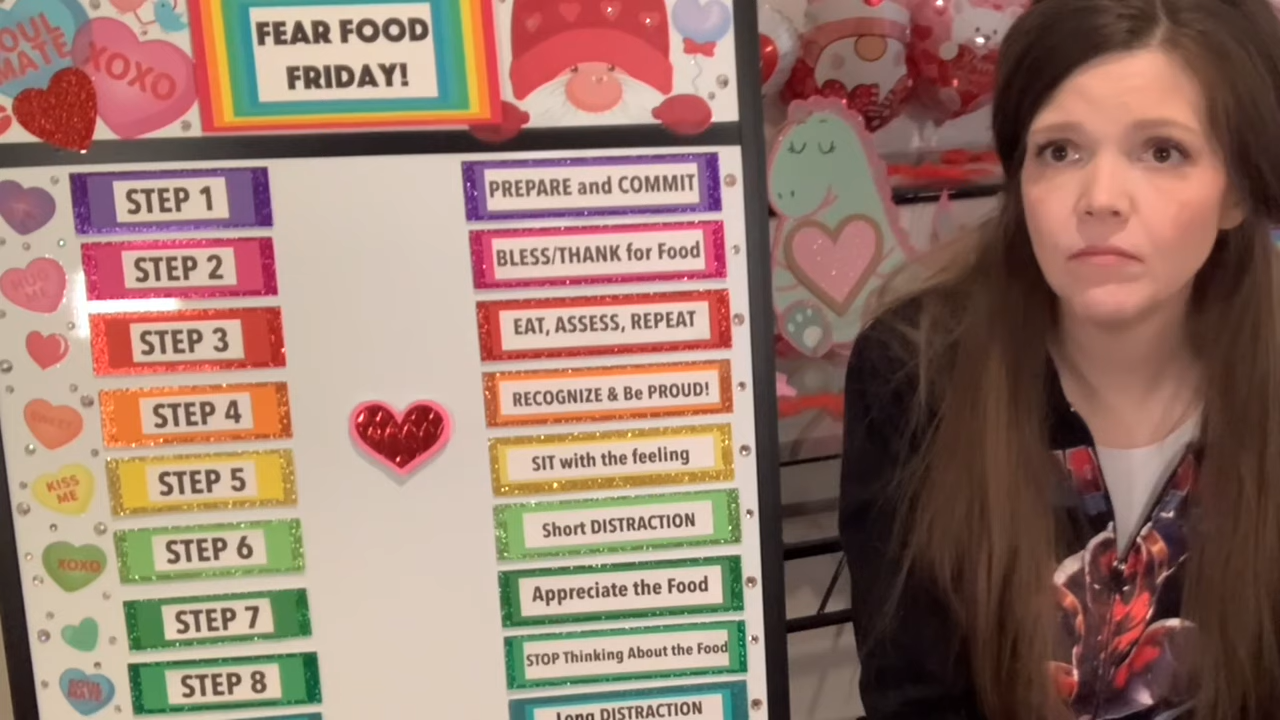 SOUL
MATE
XOXO
FEAR FOOD
FRIDAY!
STEP 1
PREPARE and COMMIT
STEP 2
BLESS/THANK for Food
HUG
ME
STEP 3
EAT, ASSESS, REPEAT
STEP 4
RECOGNIZE & Be PROUD!
STEP 5
SIT with the feeling
KISS
ME
STEP 6
Short DISTRACTION
XOXO
STEP 7
Appreciate the Food
STEP 8
STOP Thinking About the Food
SOUL
MATE
Long DISTRACTION